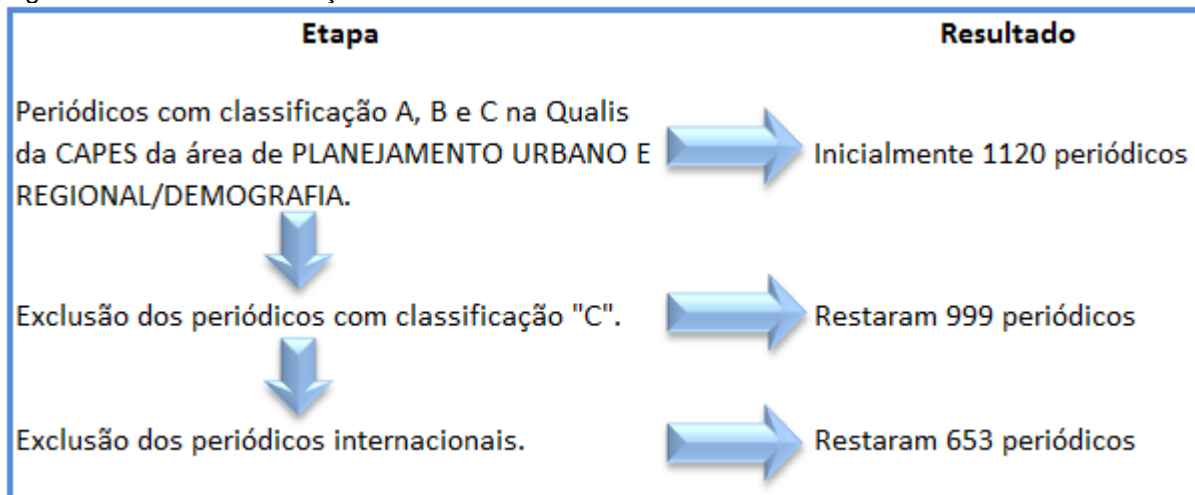 Etapa Resultado
Periódicos com classificação A, B e C na Qualis
da CAPES da área de PLANEJAMENTO URBANO E
REGIONAL/DEMOGRAFIA.
Inicialmente 1120 periódicos
Exclusão dos periódicos com classificação "C".
Restaram 999 periódicos
Exclusão dos periódicos internacionais.
Restaram 653 periódicos